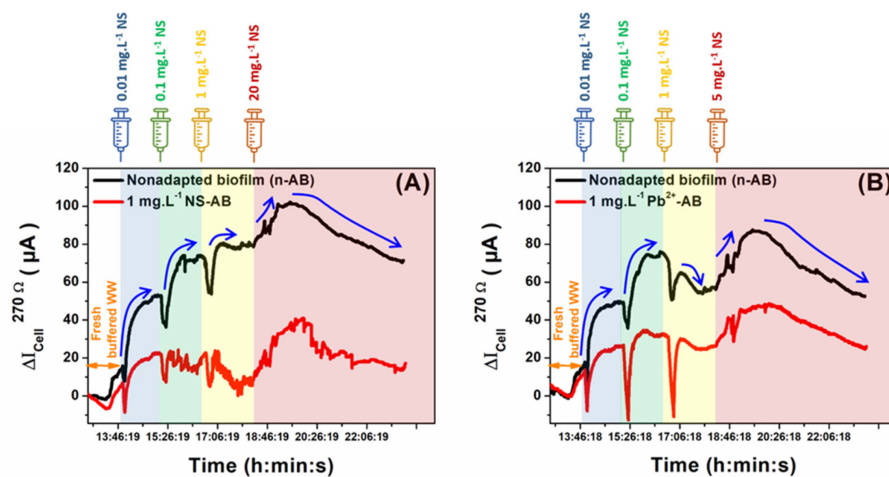 0.01 mg.L⁻¹ NS
0.1 mg.L⁻¹ NS
1 mg.L⁻¹ NS
20 mg.L⁻¹ NS
120
100
80
60
40
20
0
ΔI Cell 270 Ω ( µA)
Nonadapted biofilm (n-AB)
1 mg.L⁻¹ NS-AB
(A)
Fresh
buffered WW
13:46:19 15:26:19 17:06:19 18:46:19 20:26:19 22:06:19
Time (h:min:s)
0.01 mg.L⁻¹ NS
0.1 mg.L⁻¹ NS
1 mg.L⁻¹ NS
5 mg.L⁻¹ NS
120
100
80
60
40
20
0
ΔI Cell 270 Ω ( µA)
Nonadapted biofilm (n-AB)
1 mg.L⁻¹ Pb²⁺-AB
(B)
Fresh
buffered WW
13:46:18 15:26:18 17:06:18 18:46:18 20:26:18 22:06:18
Time (h:min:s)